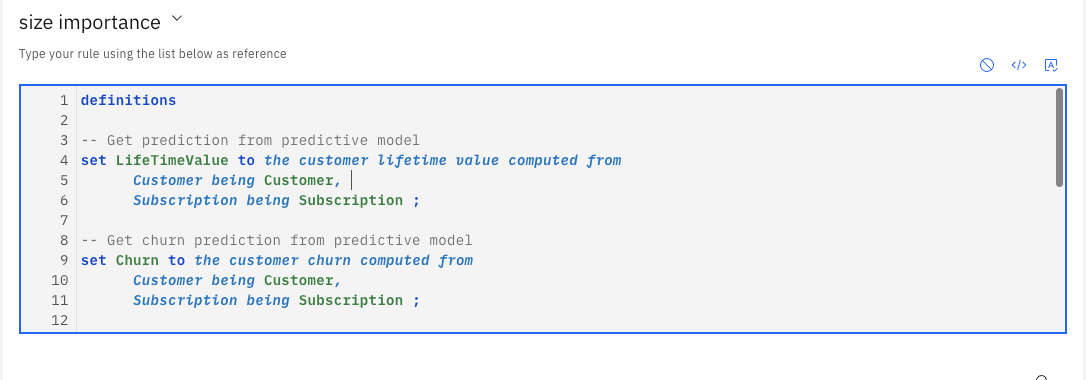 size importance
Type your rule using the list below as reference
</>
1 definitions
2
3 -- Get prediction from predictive model
4 set LifeTimeValue to the customer lifetime value computed from
5 Customer being Customer,
6 Subscription being Subscription ;
7
8 -- Get churn prediction from predictive model
9 set Churn to the customer churn computed from
10 Customer being Customer,
11 Subscription being Subscription ;
12